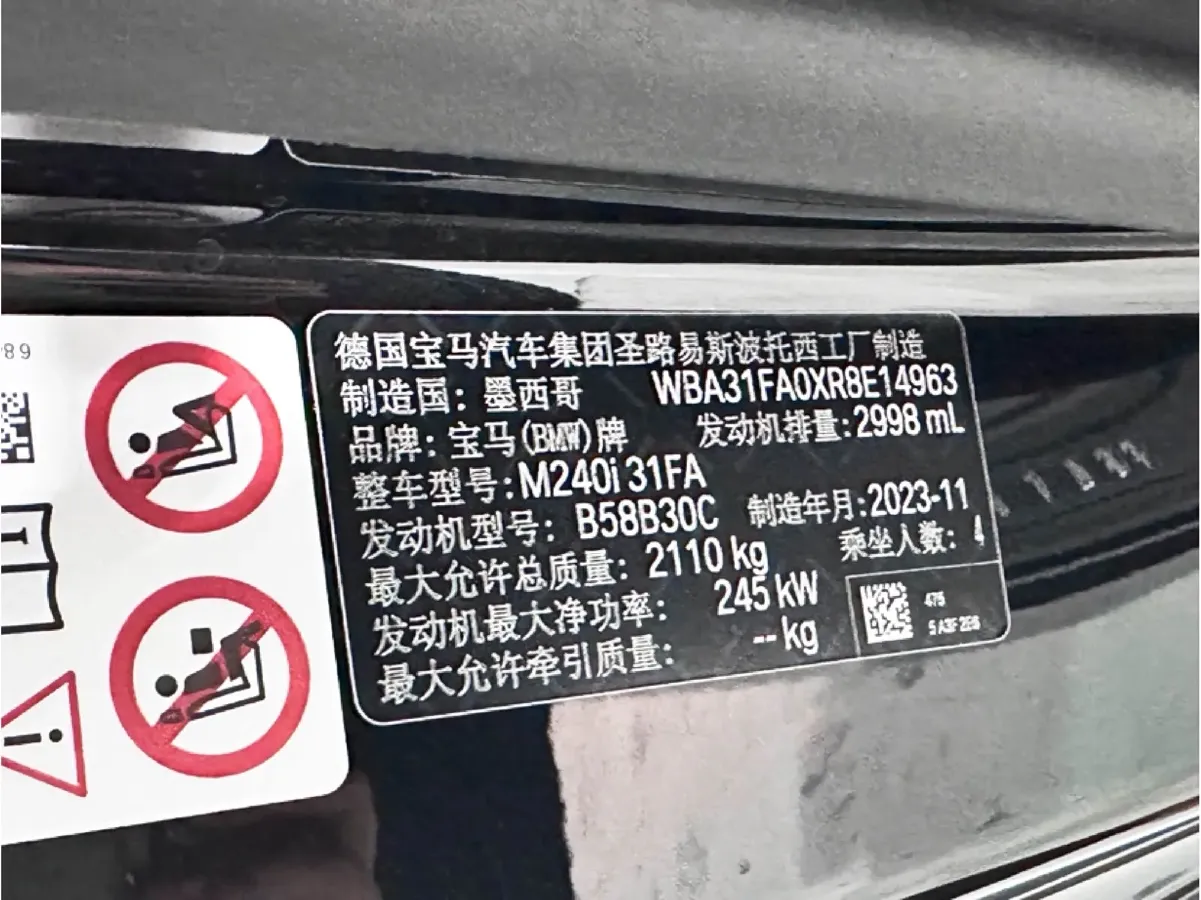 德国宝马汽车集团圣路易斯波托西工厂制造
制造国：墨西哥 WBA31FA0XR8E14963
品牌：宝马(BMW)牌 发动机排量：2998 mL
整车型号：M240i 31FA
发动机型号：B58B30C 制造年月：2023-11
最大允许总质量：2110 kg 乘坐人数：4
发动机最大净功率：245 kW
最大允许牵引质量：-- kg
475
5A3F2E6
89